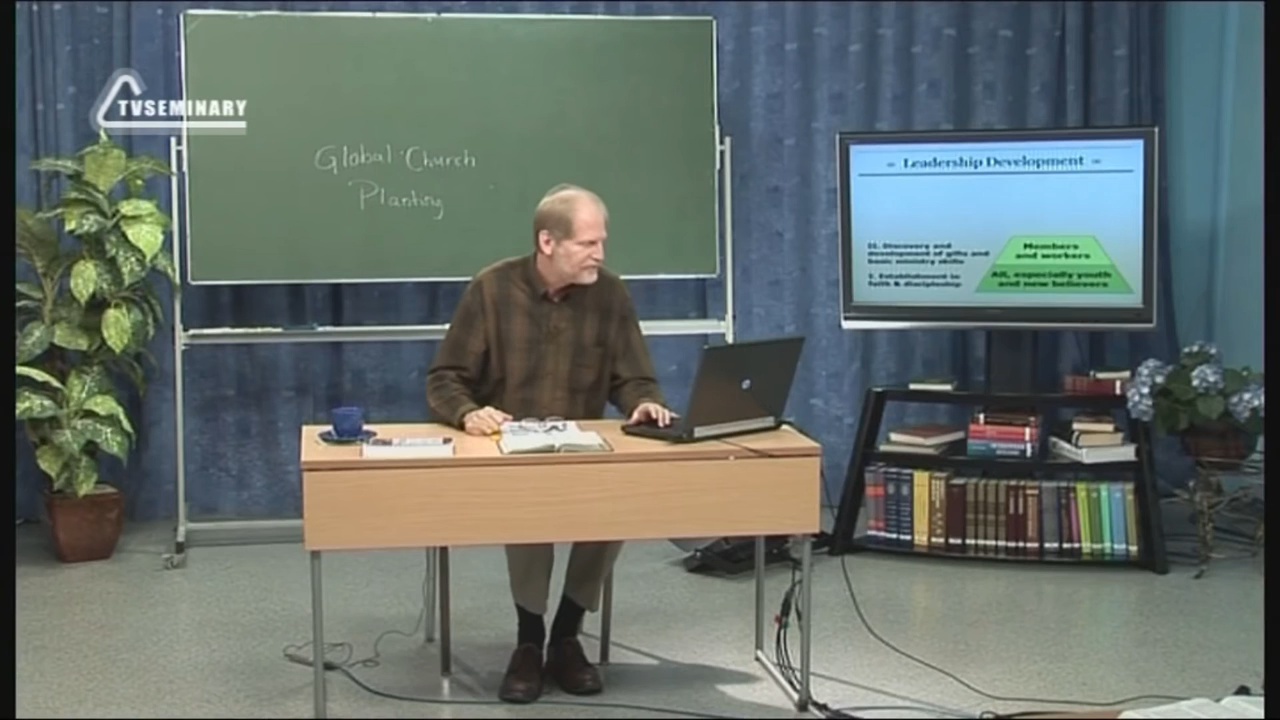 TVSEMINARY
Global Church
Planting
Leadership Development
II. Discovery and
development of gifts and
basic ministry skills
Members
and workers
I. Establishment in
faith & discipleship
All, especially youth
and new believers